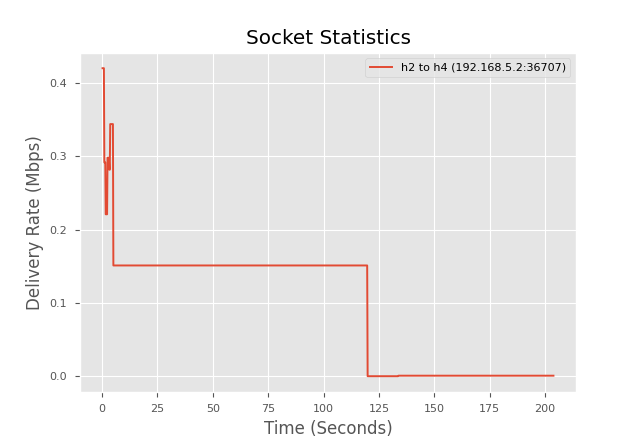 Socket Statistics
h2 to h4 (192.168.5.2:36707)
Delivery Rate (Mbps)
0.4
0.3
0.2
0.1
0.0
0 25 50 75 100 125 150 175 200
Time (Seconds)